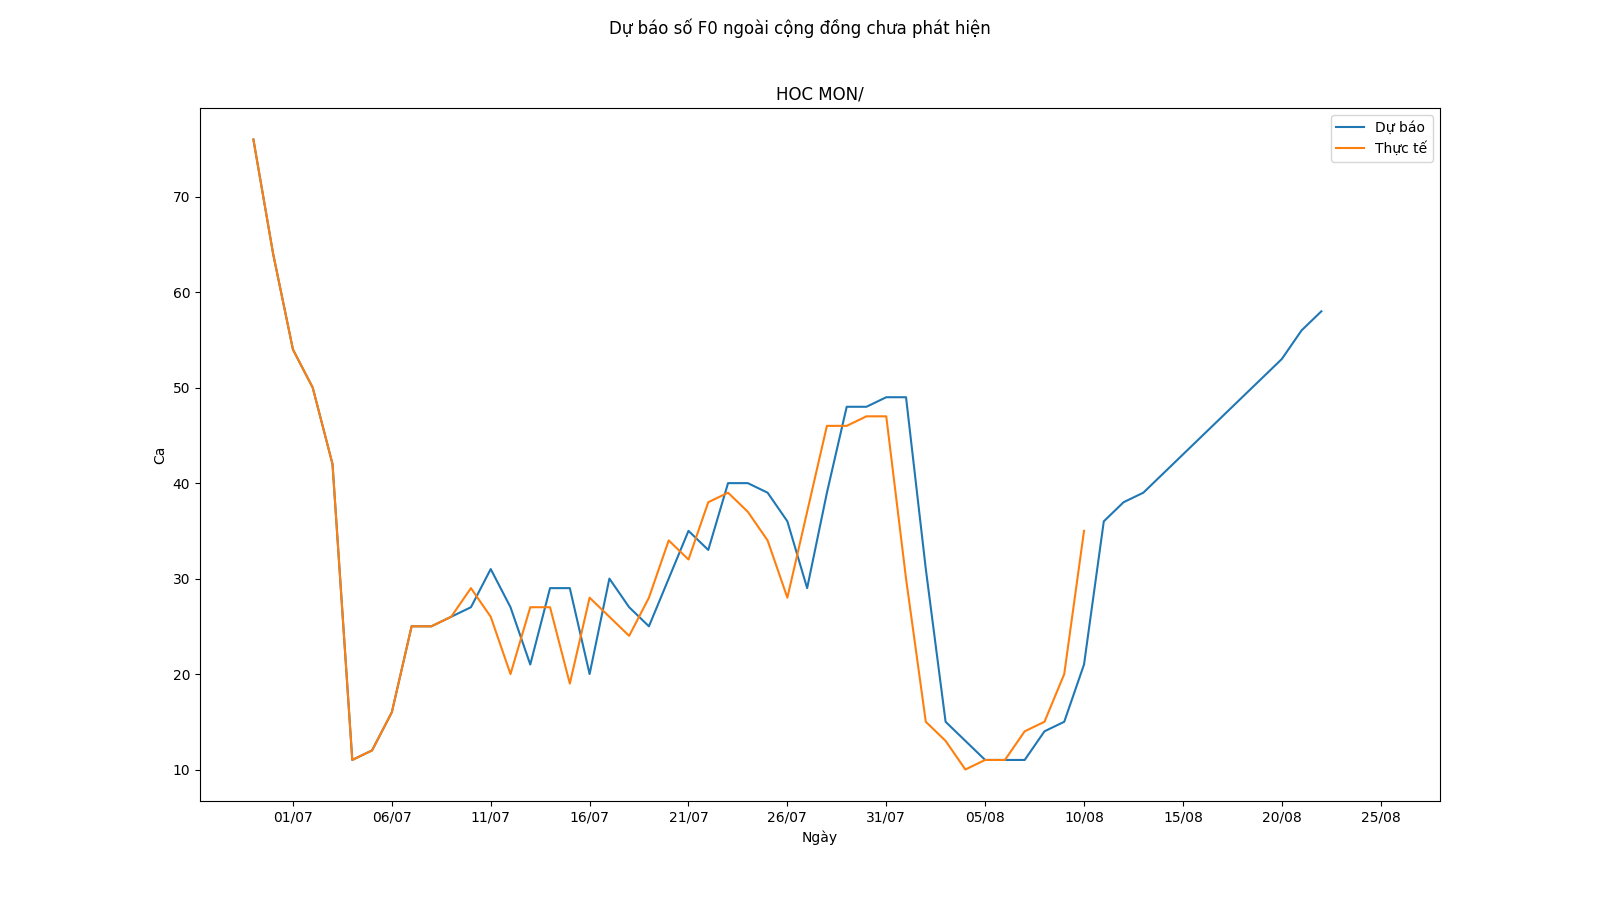 Dự báo số F0 ngoài cộng đồng chưa phát hiện
HOC MON/
Dự báo
Thực tế
70
60
50
40
30
20
10
Ca
01/07 06/07 11/07 16/07 21/07 26/07 31/07 05/08 10/08 15/08 20/08 25/08
Ngày